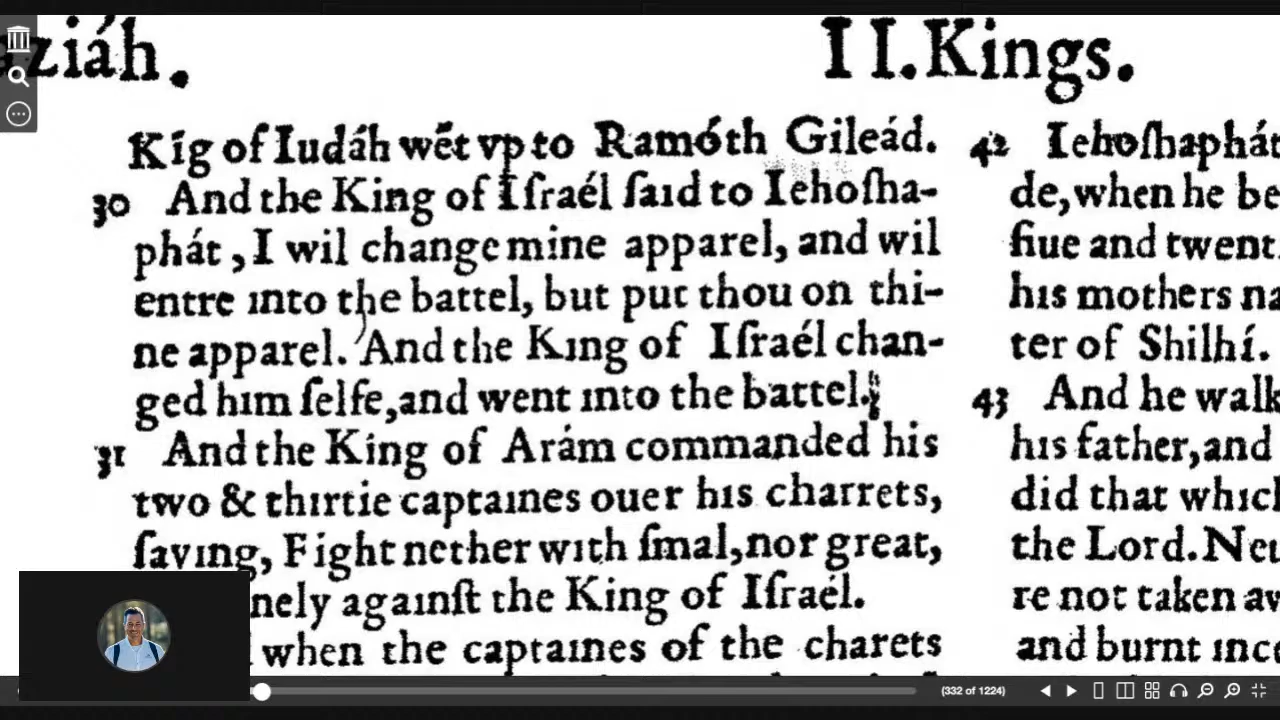 ziáh.
II.Kings.
Kīg of Iudáh wēt vp to Ramóth Gileád.
30 And the King of Iſraél ſaid to Iehoſha-
phát, I wil change mine apparel, and wil
entre into the battel, but put thou on thi-
ne apparel. And the King of Iſraél chan-
ged him ſelfe, and went into the battel.
31 And the King of Arám commanded his
two & thirtie captaines ouer his charrets,
ſaying, Fight nether with ſmal, nor great,
nely againſt the King of Iſraél.
when the captaines of the charets
42 Iehoſhaphát
de, when he be
fiue and twent
his mothers na
ter of Shilhí.
43 And he walk
his father, and
did that which
the Lord. Neu
re not taken aw
and burnt ince
(332 of 1224)